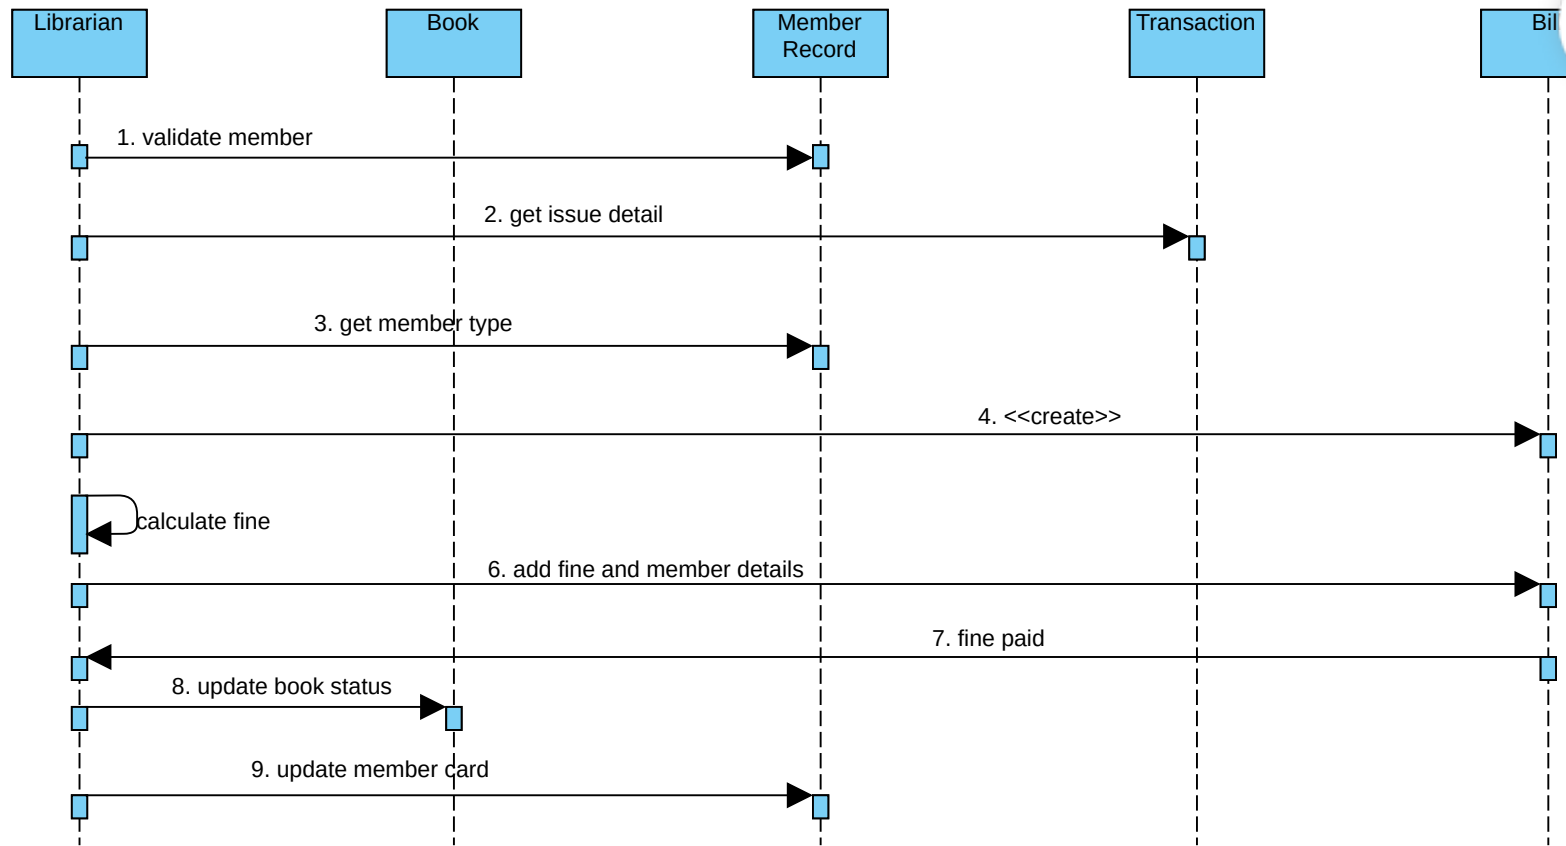 Librarian
Book
Member
Record
Transaction
Bil
1. validate member
2. get issue detail
3. get member type
4. <<create>>
calculate fine
6. add fine and member details
7. fine paid
8. update book status
9. update member card